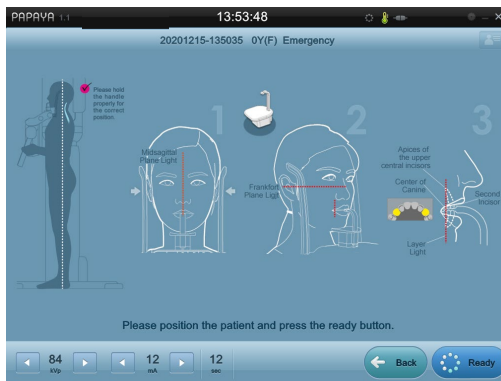 PAPAYA 1.1
13:53:48
20201215-135035 0Y(F) Emergency
Please hold
the handle
properly for
the correct
position.
1
2
3
Midsagittal
Plane Light
Frankfort
Plane Ligt
Apices of
the upper
central incisors
Center of
Canine
Second
Incisor
Layer
Light
Please position the patient and press the ready button.
84
kVp
12
mA
12
sec
Back
Ready